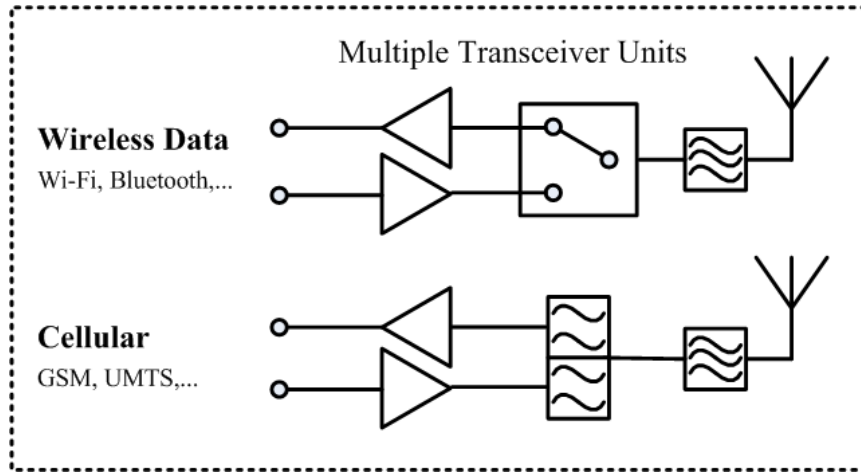 Multiple Transceiver Units
Wireless Data
Wi-Fi, Bluetooth,...
Cellular
GSM, UMTS,...